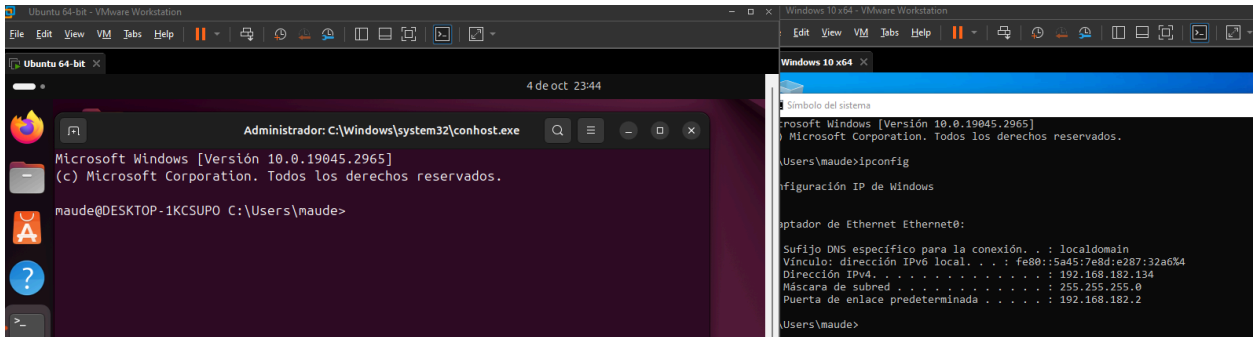 Ubuntu 64-bit - VMware Workstation
File Edit View VM Tabs Help
Ubuntu 64-bit
4 de oct 23:44
Administrador: C:\Windows\system32\conhost.exe
Microsoft Windows [Versión 10.0.19045.2965]
(c) Microsoft Corporation. Todos los derechos reservados.
maude@DESKTOP-1KCSUPO C:\Users\maude>
Windows 10 x64 - VMware Workstation
Edit View VM Tabs Help
Windows 10 x64
Símbolo del sistema
crosoft Windows [Versión 10.0.19045.2965]
) Microsoft Corporation. Todos los derechos reservados.
\Users\maude>ipconfig
nfiguración IP de Windows
aptador de Ethernet Ethernet0:
Sufijo DNS específico para la conexión. . : localdomain
Vínculo: dirección IPv6 local. . . : fe80::5a45:7e8d:e287:32a6%4
Dirección IPv4. . . . . . . . . . . . . . : 192.168.182.134
Máscara de subred . . . . . . . . . . . . : 255.255.255.0
Puerta de enlace predeterminada . . . . . : 192.168.182.2
\Users\maude>